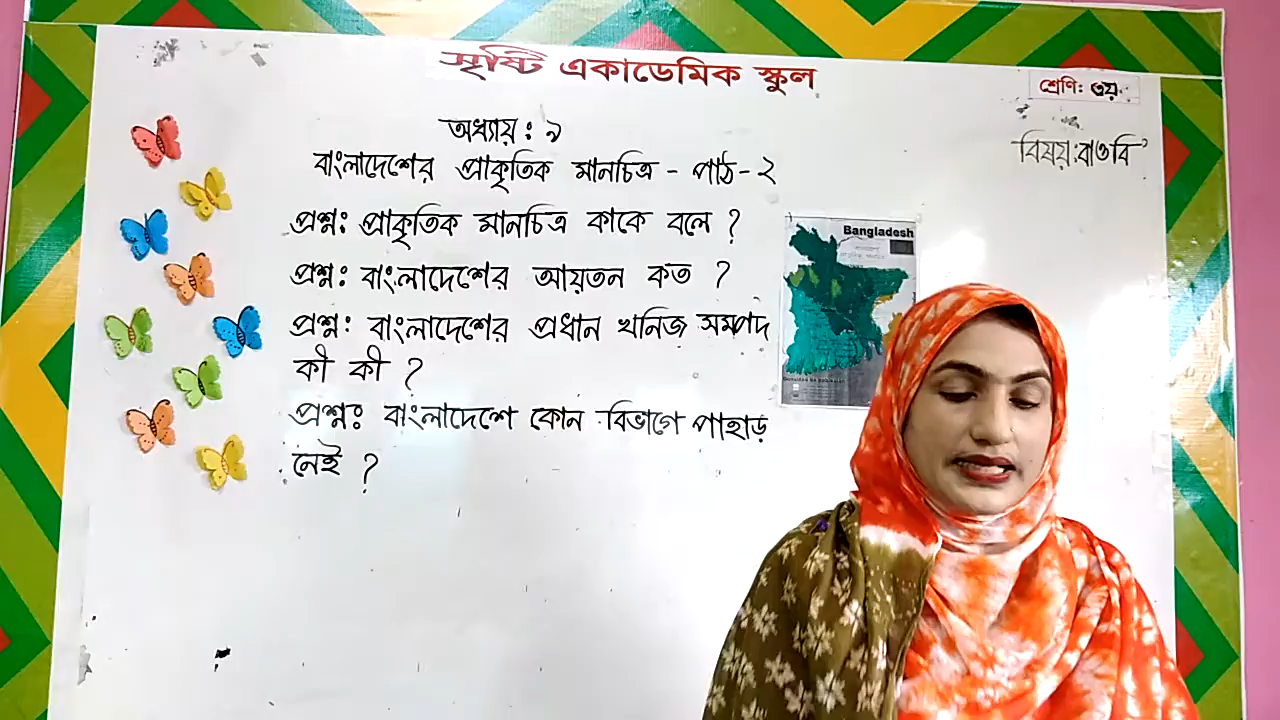 সৃষ্টি একাডেমিক স্কুল
শ্রেণি: ৩য়
বিষয়: বাওবি
অধ্যায়ঃ ৯
বাংলাদেশের প্রাকৃতিক মানচিত্র - পাঠ-২
প্রশ্নঃ প্রাকৃতিক মানচিত্র কাকে বলে ?
প্রশ্নঃ বাংলাদেশের আয়তন কত ?
প্রশ্নঃ বাংলাদেশের প্রধান খনিজ সম্পদ
কী কী ?
প্রশ্নঃ বাংলাদেশে কোন বিভাগে পাহাড়
নেই ?
Bangladesh